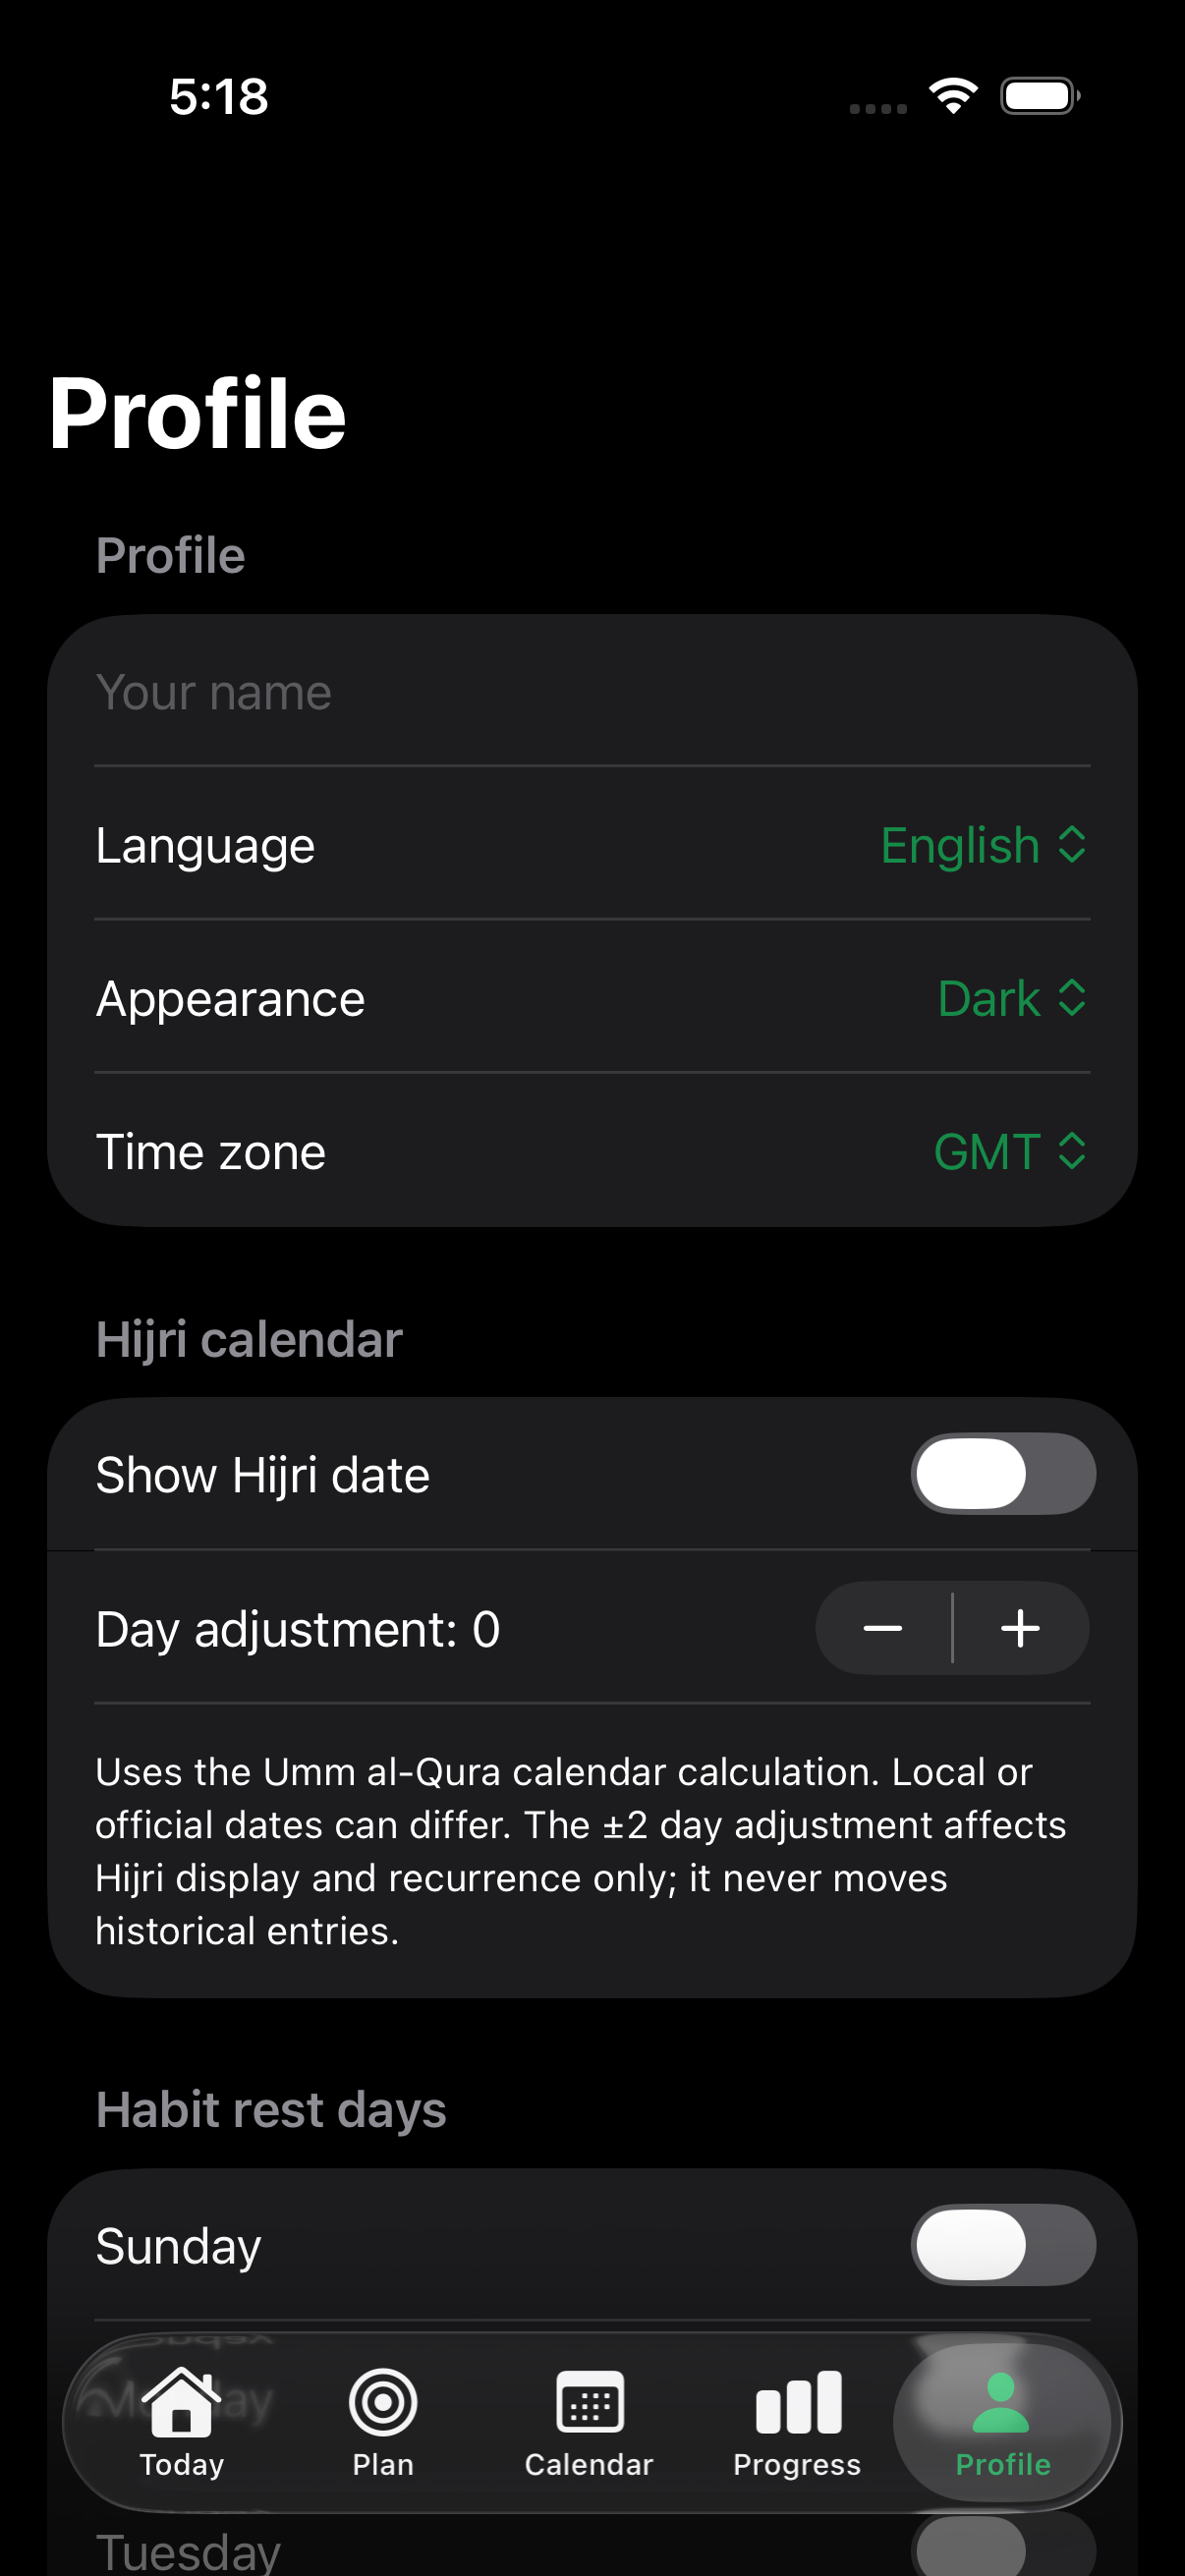 5:18
Profile
Profile
Your name
Language English
Appearance Dark
Time zone GMT
Hijri calendar
Show Hijri date
Day adjustment: 0
Uses the Umm al-Qura calendar calculation. Local or
official dates can differ. The ±2 day adjustment affects
Hijri display and recurrence only; it never moves
historical entries.
Habit rest days
Sunday
Today Plan Calendar Progress Profile
Tuesday